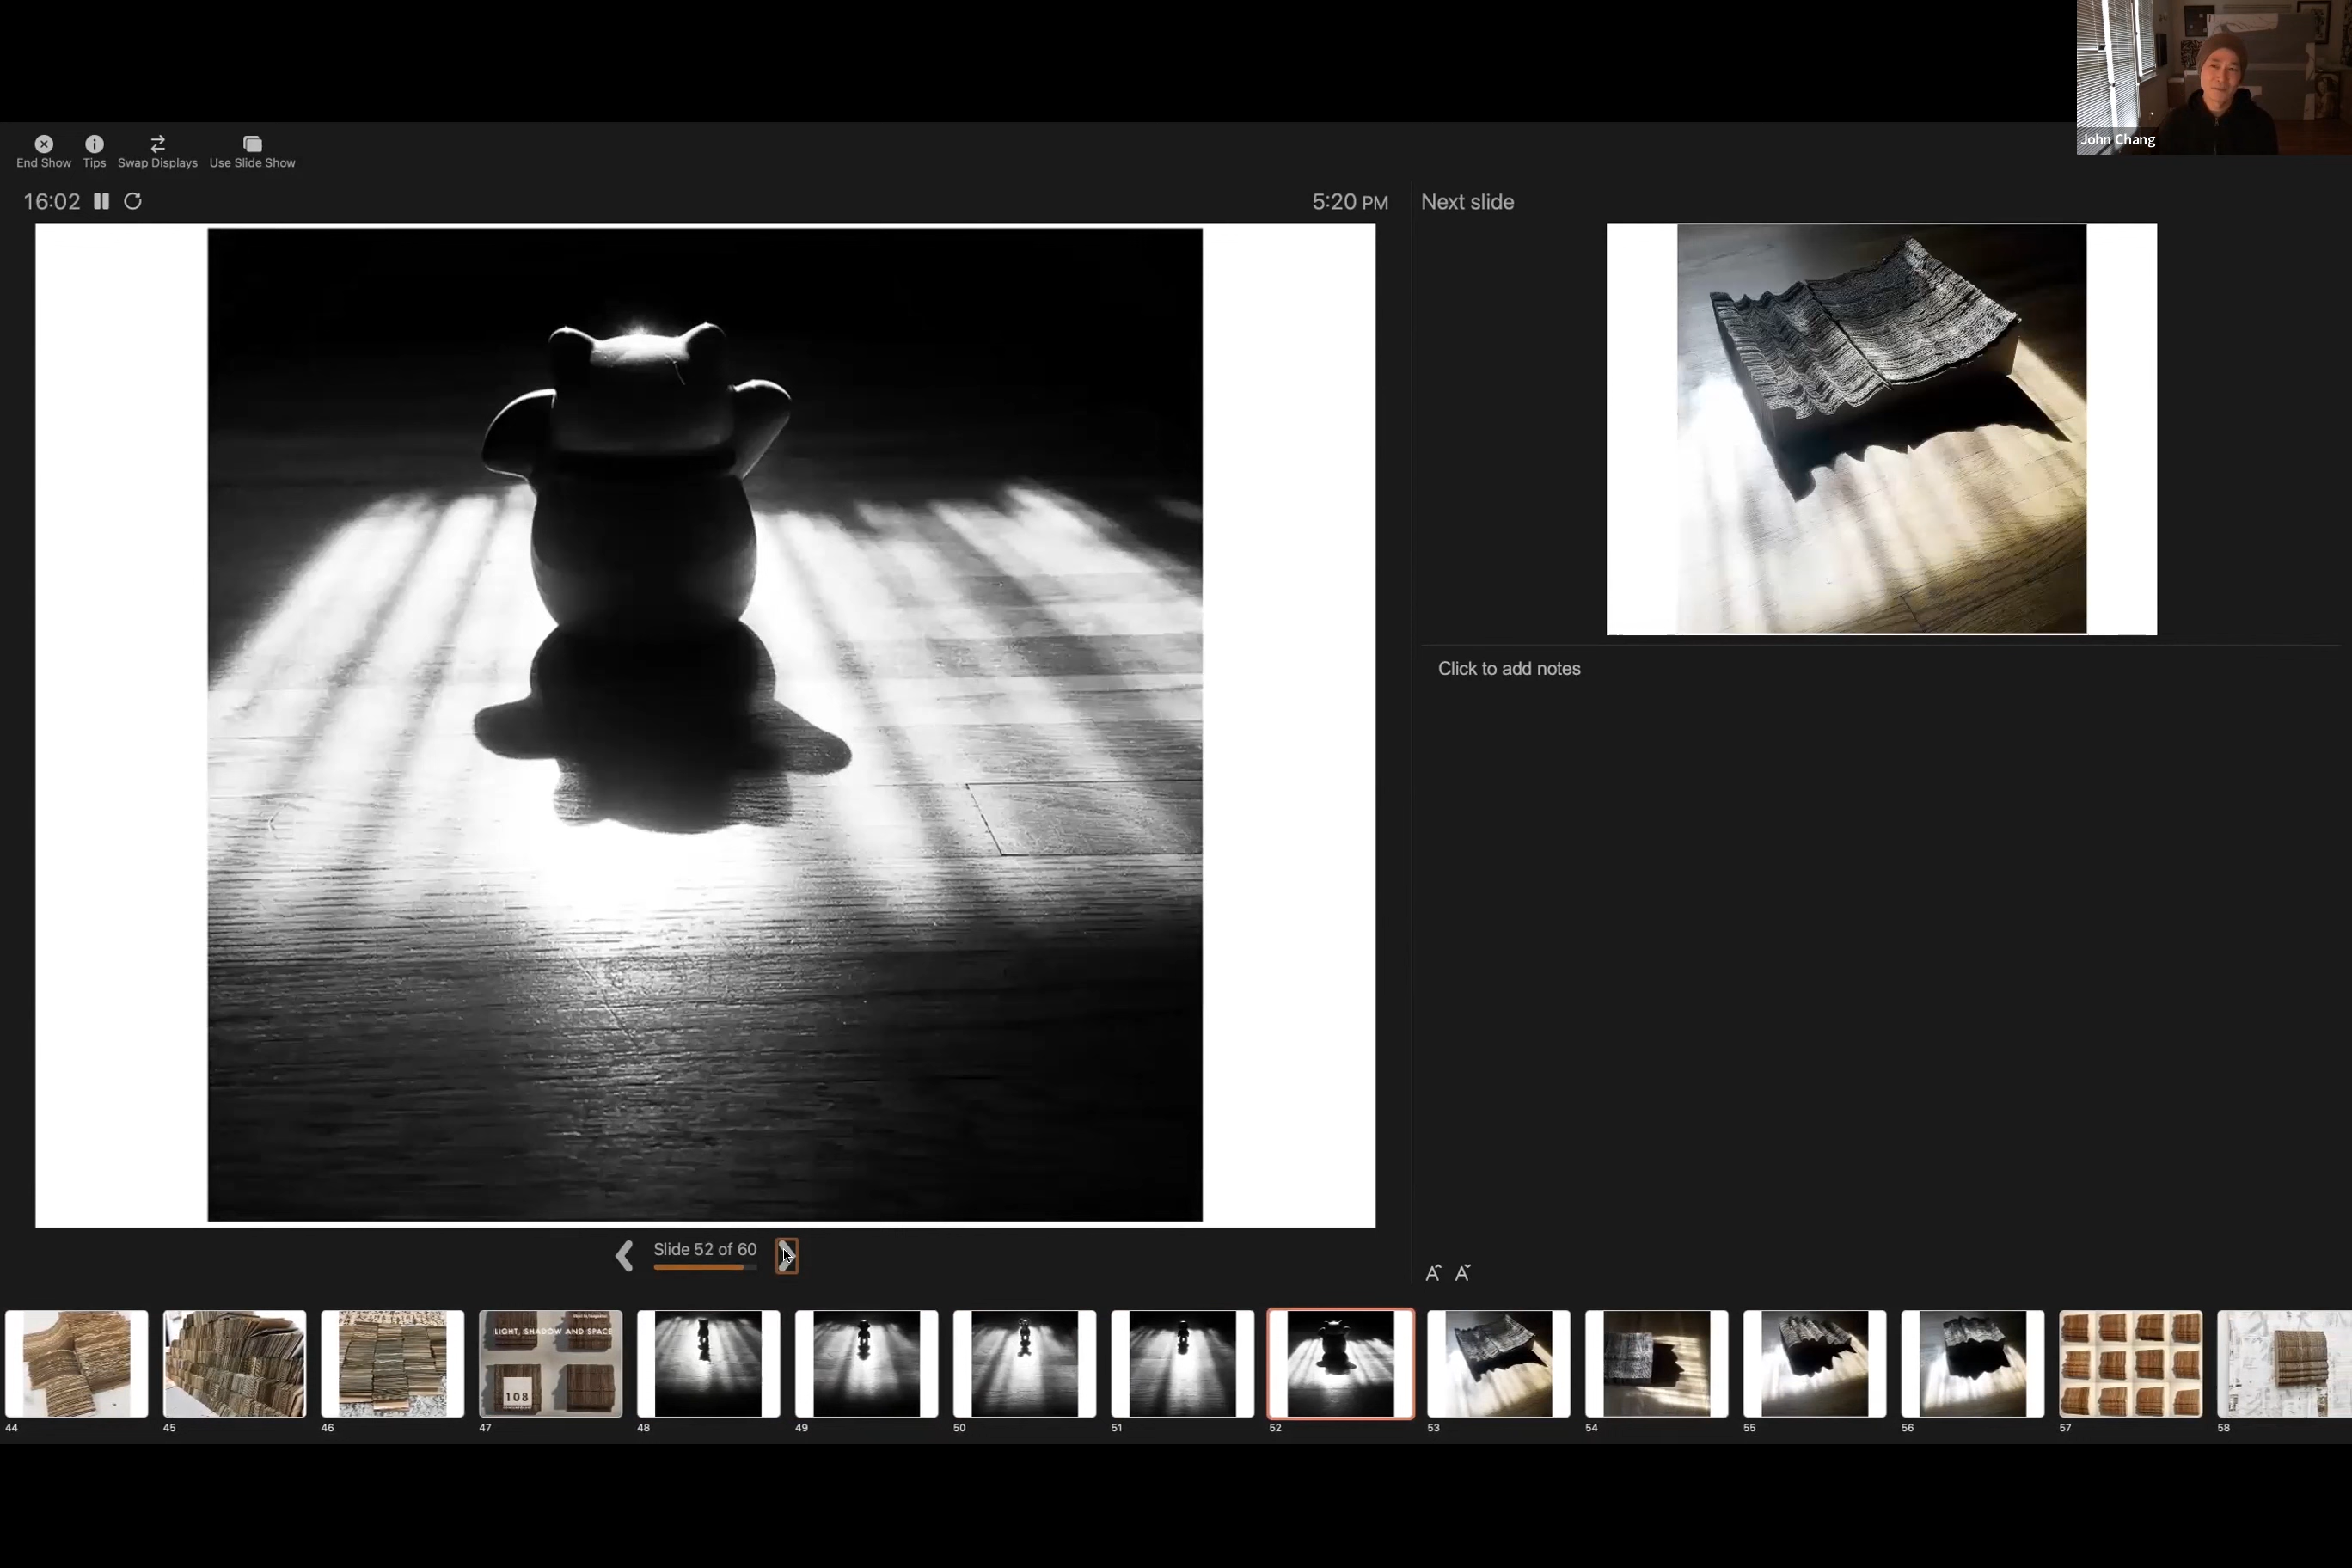 John Chang
End Show
Tips
Swap Displays
Use Slide Show
16:02
5:20 PM
Next slide
Click to add notes
Slide 52 of 60
LIGHT, SHADOW AND SPACE
108
44
45
46
47
48
49
50
51
52
53
54
55
56
57
58